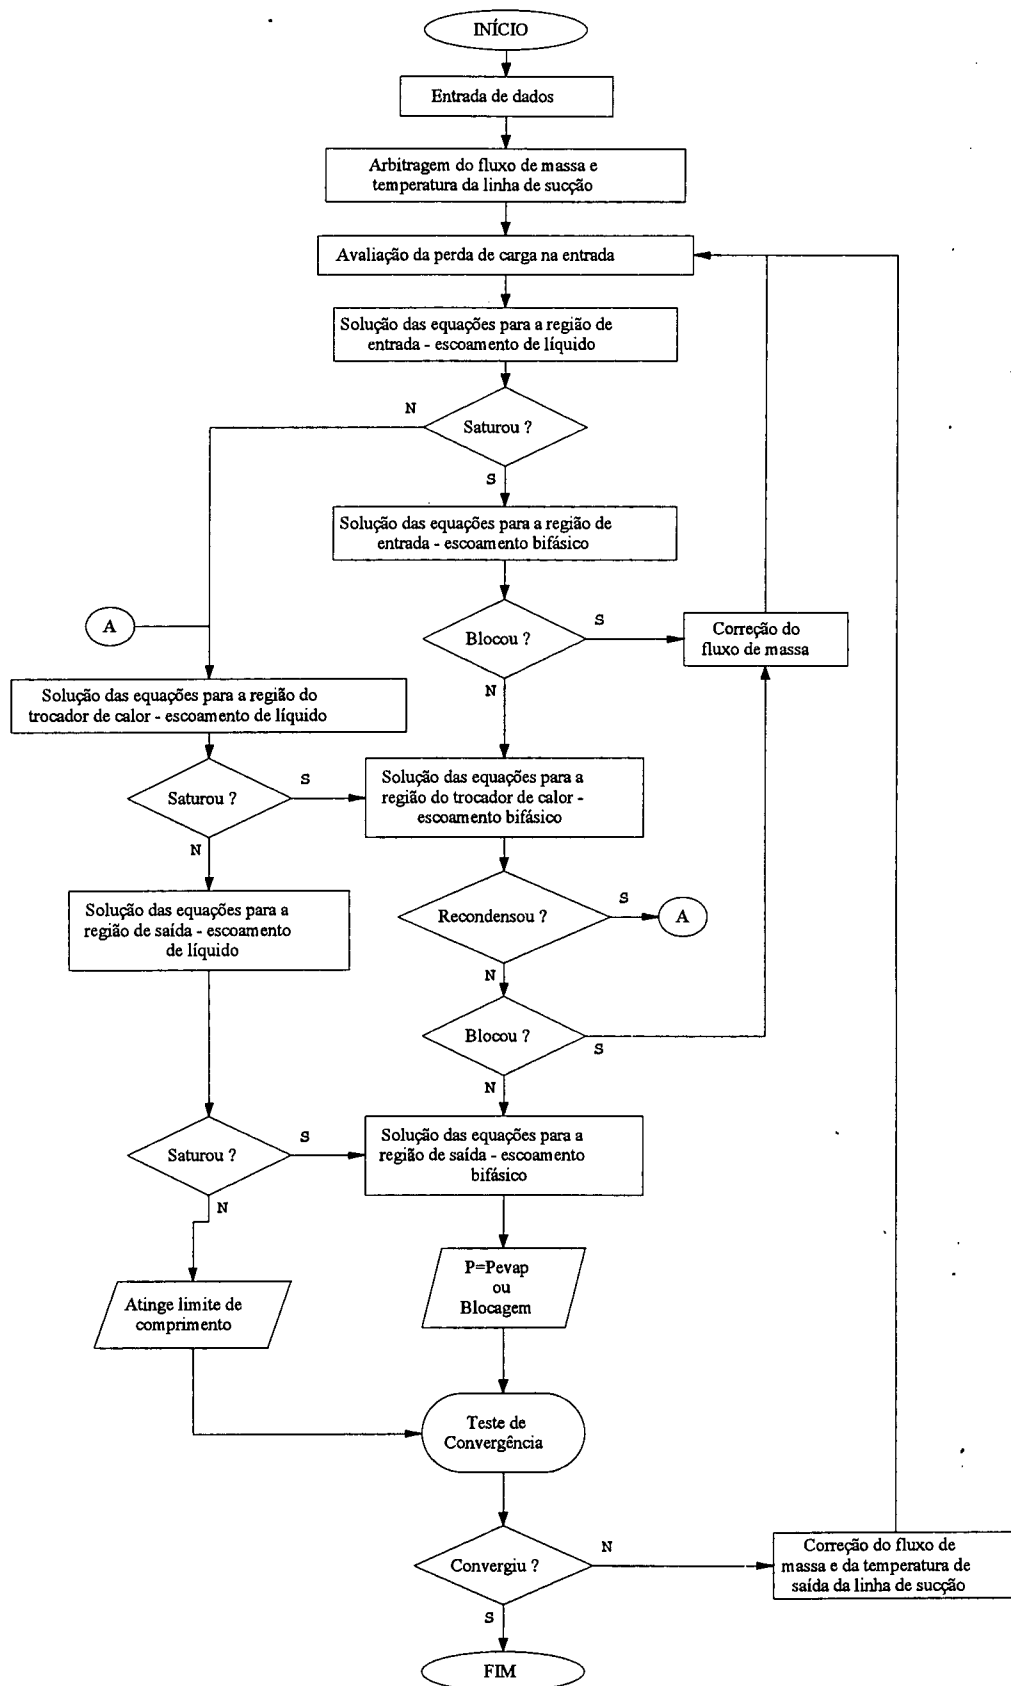 INÍCIO
Entrada de dados
Arbitragem do fluxo de massa e
temperatura da linha de sucção
Avaliação da perda de carga na entrada
Solução das equações para a região de
entrada - escoamento de líquido
N
Saturou ?
S
Solução das equações para a região de
entrada - escoamento bifásico
A
Blocou ?
S
Correção do
fluxo de massa
N
Solução das equações para a região do
trocador de calor - escoamento de líquido
Saturou ?
S
Solução das equações para a
região do trocador de calor -
escoamento bifásico
N
Solução das equações para a
região de saída - escoamento
de líquido
Recondensou ?
S
A
N
Blocou ?
S
N
Saturou ?
S
Solução das equações para a
região de saída - escoamento
bifásico
N
Atinge limite de
comprimento
P=Pevap
ou
Blocagem
Teste de
Convergência
Convergiu ?
N
Correção do fluxo de
massa e da temperatura de
saída da linha de sucção
S
FIM